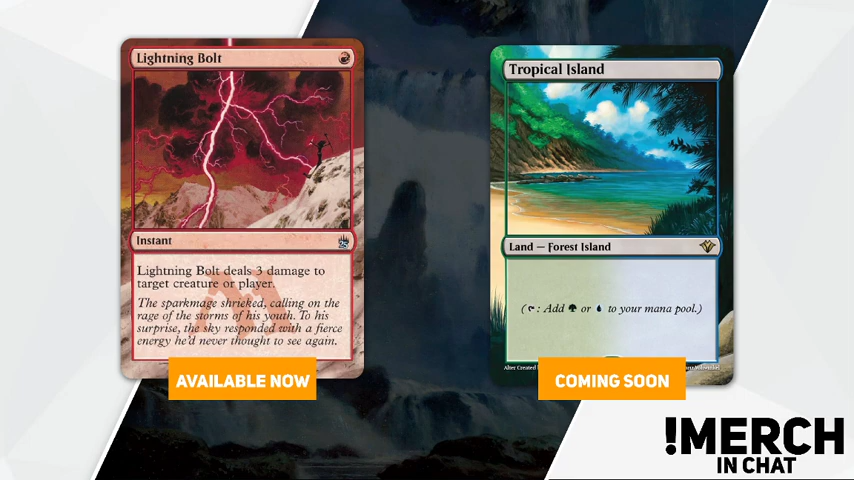 Lightning Bolt
Instant
Lightning Bolt deals 3 damage to
target creature or player.
The sparkmage shrieked, calling on the
rage of the storms of his youth. To his
surprise, the sky responded with a fierce
energy he'd never thought to see again.
AVAILABLE NOW
Tropical Island
Land — Forest Island
( : Add or to your mana pool.)
Alter Created
COMING SOON
!MERCH
IN CHAT